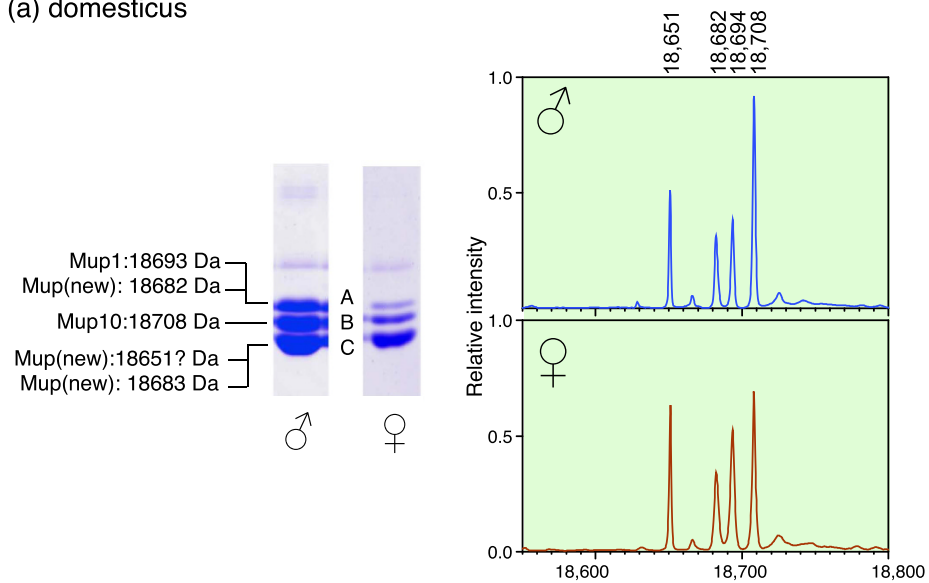 (a) domesticus
Mup1:18693 Da
Mup(new): 18682 Da
Mup10:18708 Da
Mup(new):18651? Da
Mup(new): 18683 Da
A
B
C
♂
♀
18,651
18,682
18,694
18,708
1.0
0.5
♂
Relative intensity
1.0
0.5
0.0
♀
18,600
18,700
18,800